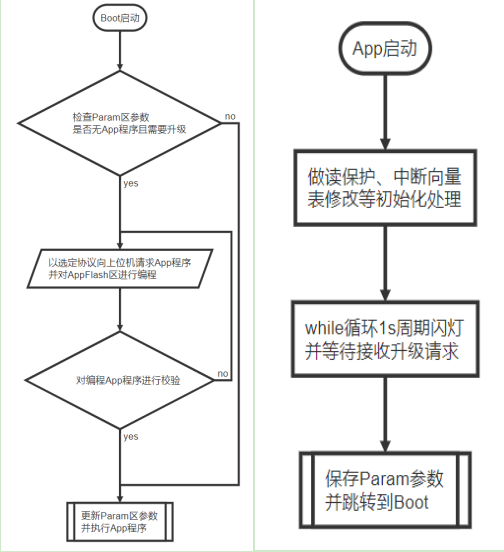 Boot启动
检查Param区参数
是否无App程序且需要升级
no
yes
以选定协议向上位机请求App程序
并对AppFlash区进行编程
对编程App程序进行校验
no
yes
更新Param区参数
并执行App程序
App启动
做读保护、中断向量
表修改等初始化处理
while循环1s周期闪灯
并等待接收升级请求
保存Param参数
并跳转到Boot